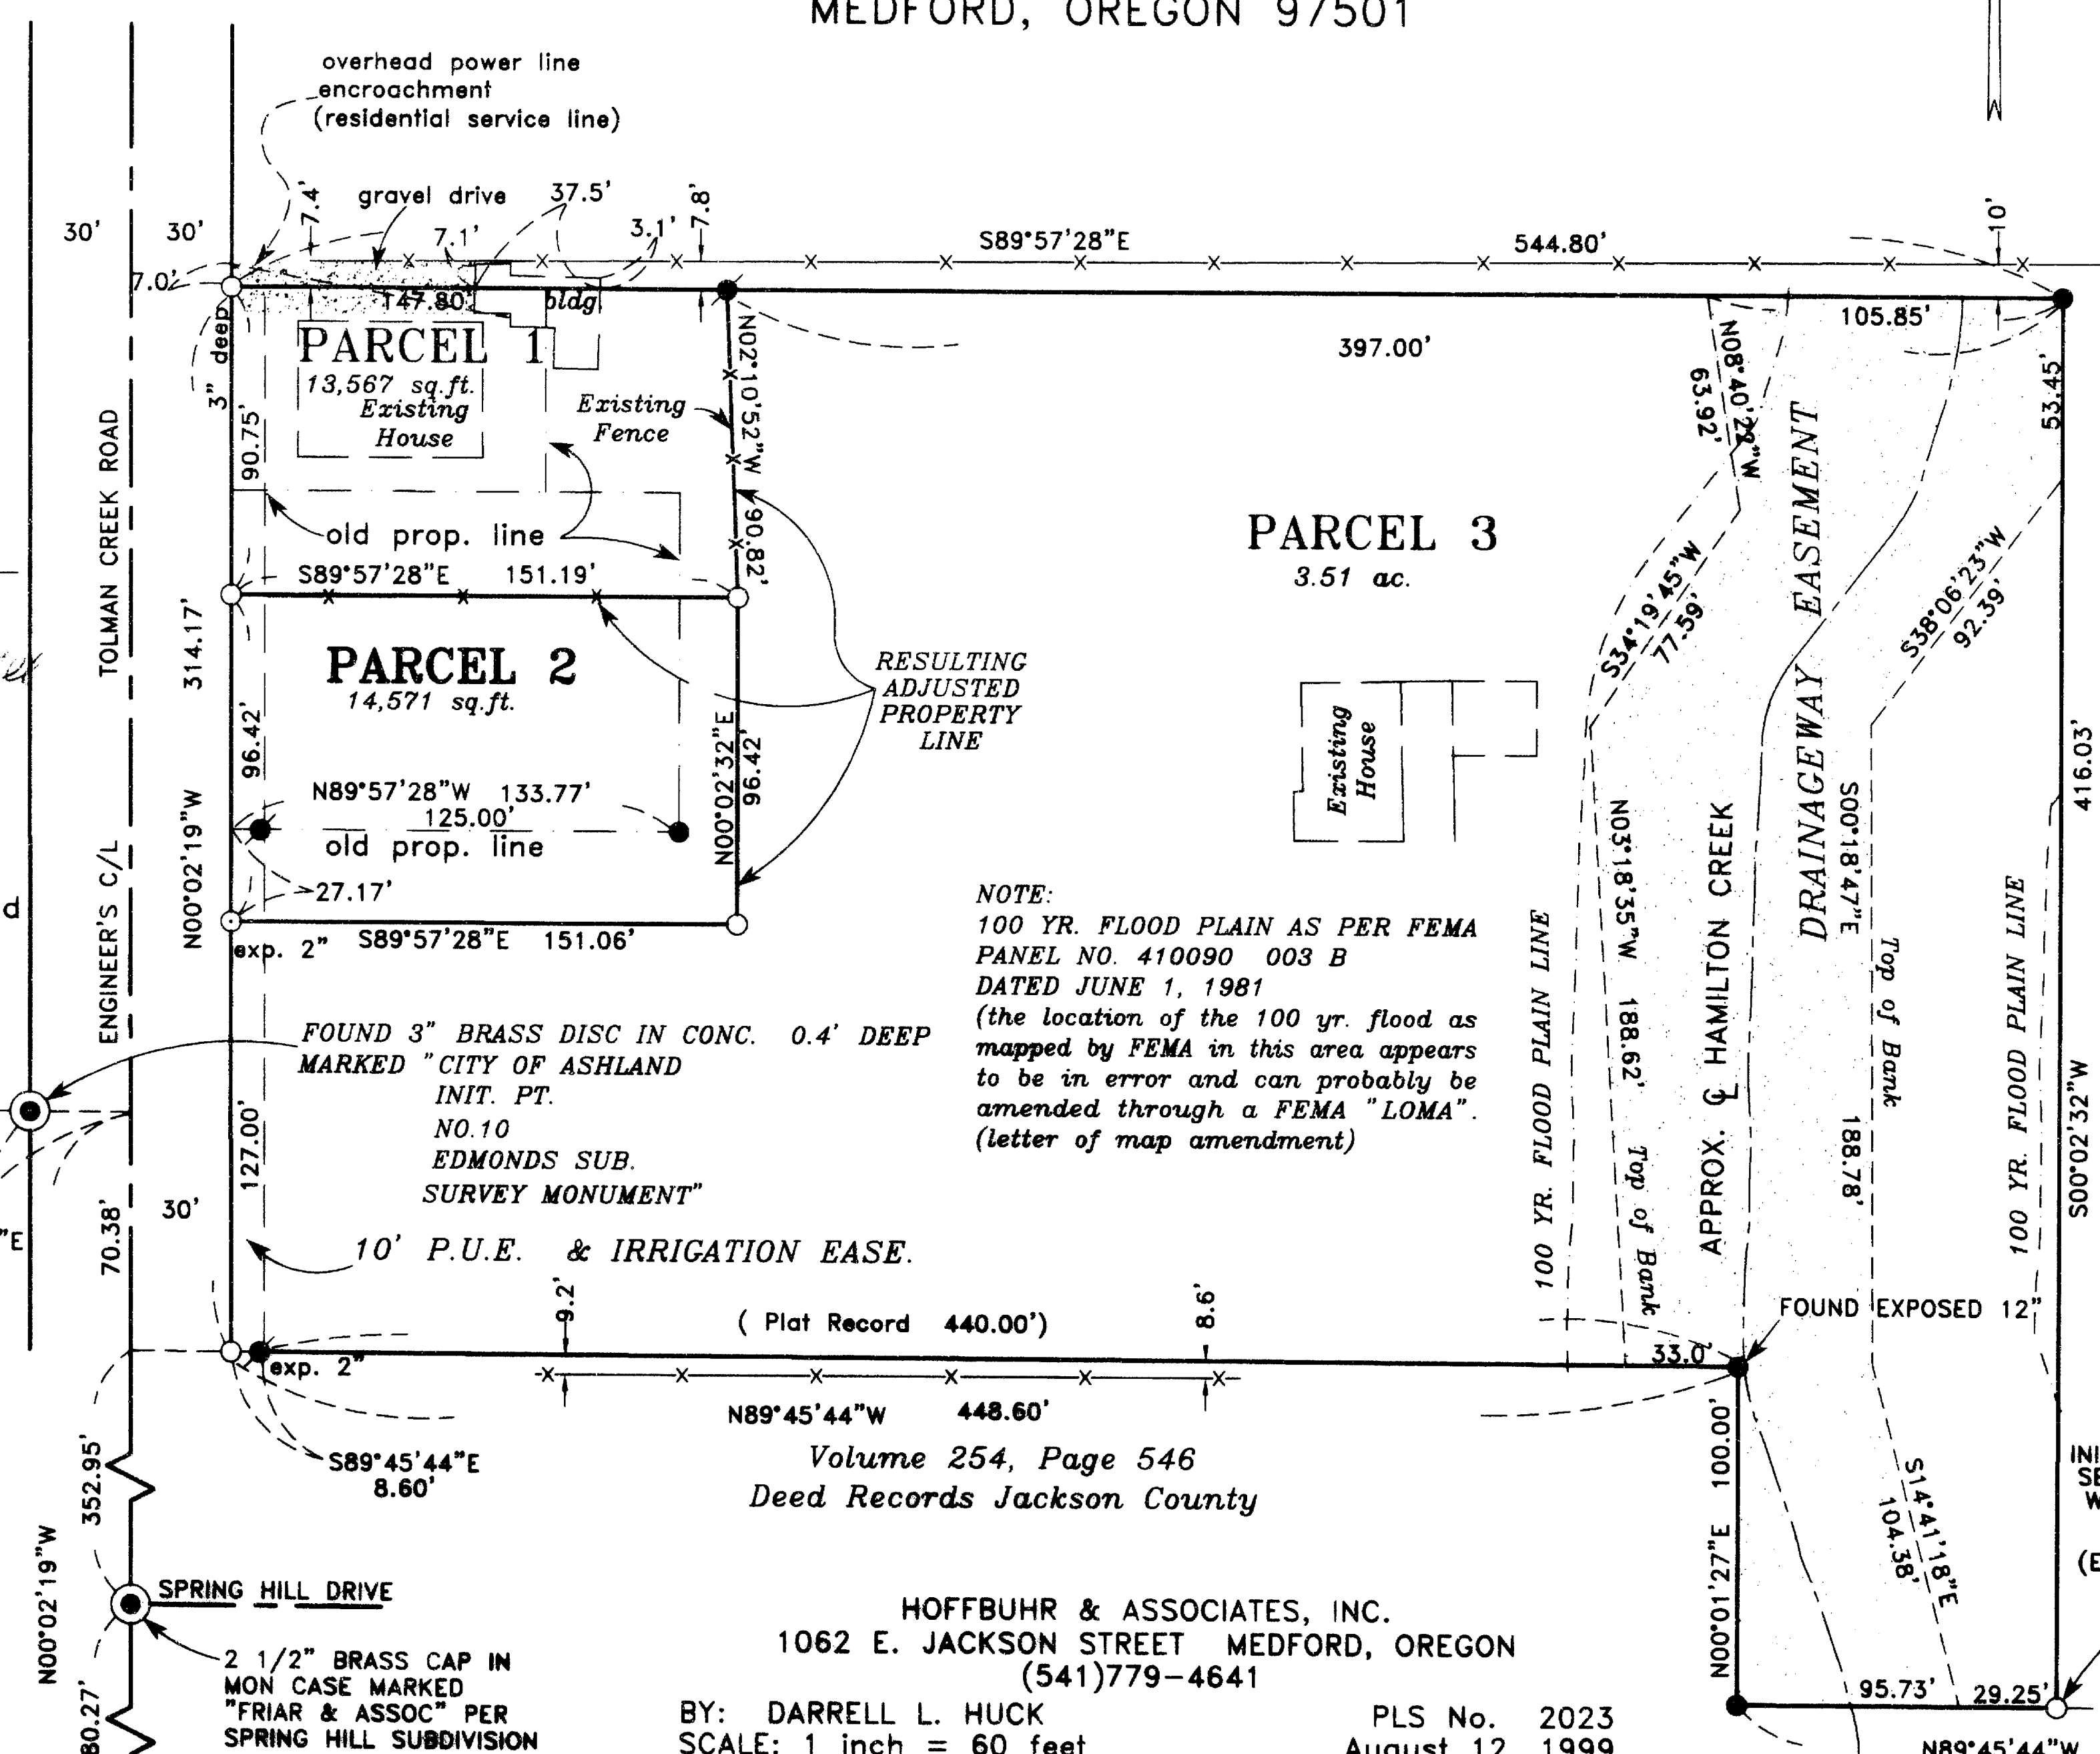 MEDFORD, OREGON 97501
overhead power line
encroachment
(residential service line)
30'
30'
7.4'
gravel drive
37.5'
7.1'
3.1'
7.8'
S89°57'28"E
544.80'
10'
7.0'
147.80'
bldg
105.85'
397.00'
3" deep
PARCEL 1
13,567 sq.ft.
Existing
House
90.75'
Existing
Fence
N02°10'52"W
90.82'
N08°40'22"W
63.92'
53.45'
TOLMAN CREEK ROAD
old prop. line
S89°57'28"E 151.19'
PARCEL 3
3.51 ac.
S34°19'45"W
77.59'
DRAINAGEWAY EASEMENT
S38°06'23"W
92.39'
314.17'
PARCEL 2
14,571 sq.ft.
RESULTING
ADJUSTED
PROPERTY
LINE
96.42'
N00°02'32"E
96.42'
Existing
House
416.03'
N89°57'28"W 133.77'
125.00'
old prop. line
27.17'
N00°02'19"W
ENGINEER'S C/L
d
exp. 2"
S89°57'28"E 151.06'
NOTE:
100 YR. FLOOD PLAIN AS PER FEMA
PANEL NO. 410090 003 B
DATED JUNE 1, 1981
(the location of the 100 yr. flood as
mapped by FEMA in this area appears
to be in error and can probably be
amended through a FEMA "LOMA".
(letter of map amendment)
100 YR. FLOOD PLAIN LINE
N03°18'35"W 188.62'
Top of Bank
APPROX. ℄ HAMILTON CREEK
S00°18'47"E
188.78'
Top of Bank
100 YR. FLOOD PLAIN LINE
S00°02'32"W
FOUND 3" BRASS DISC IN CONC. 0.4' DEEP
MARKED "CITY OF ASHLAND
INIT. PT.
NO.10
EDMONDS SUB.
SURVEY MONUMENT"
127.00'
30'
70.38'
"E
10' P.U.E. & IRRIGATION EASE.
9.2'
( Plat Record 440.00')
8.6'
FOUND EXPOSED 12"
33.0'
exp. 2"
N89°45'44"W 448.60'
S89°45'44"E
8.60'
Volume 254, Page 546
Deed Records Jackson County
352.95'
N00°02'19"W
100.00'
N00°01'27"E
S14°41'18"E
104.38'
INI
SE
W
(E
SPRING HILL DRIVE
2 1/2" BRASS CAP IN
MON CASE MARKED
"FRIAR & ASSOC" PER
SPRING HILL SUBDIVISION
80.27'
HOFFBUHR & ASSOCIATES, INC.
1062 E. JACKSON STREET MEDFORD, OREGON
(541)779-4641
BY: DARRELL L. HUCK
SCALE: 1 inch = 60 feet
PLS No. 2023
August 12, 1999
95.73'
29.25'
N89°45'44"W